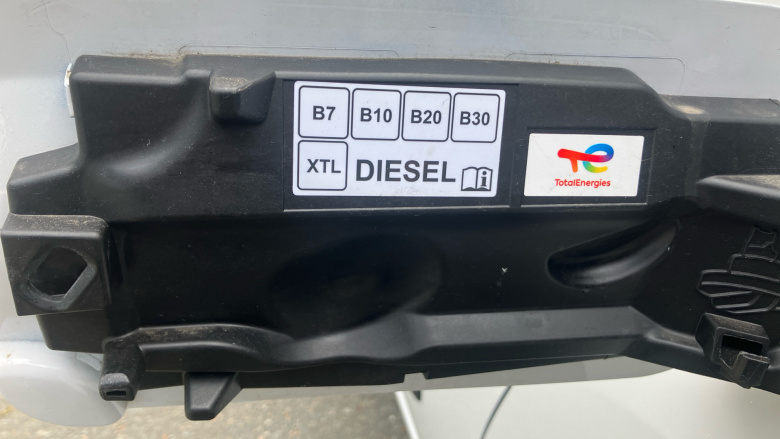 B7 B10 B20 B30
XTL DIESEL
TotalEnergies